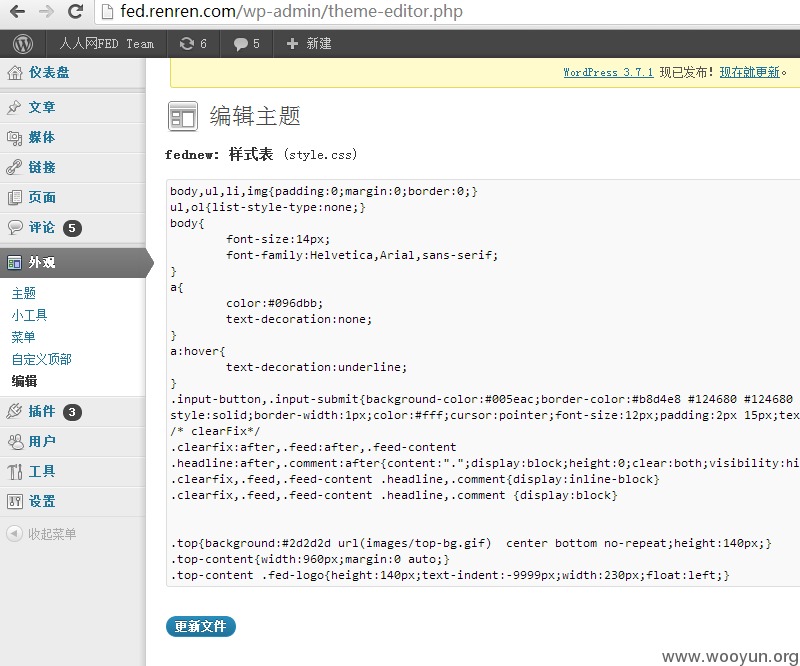 fed.renren.com/wp-admin/theme-editor.php
人人网FED Team 6 5 + 新建
仪表盘
WordPress 3.7.1 现已发布！现在就更新。
文章
媒体
链接
页面
评论 5
外观
主题
小工具
菜单
自定义顶部
编辑
插件 3
用户
工具
设置
收起菜单
编辑主题
fednew: 样式表 (style.css)
body,ul,li,img{padding:0;margin:0;border:0;}
ul,ol{list-style-type:none;}
body{
font-size:14px;
font-family:Helvetica,Arial,sans-serif;
}
a{
color:#096dbb;
text-decoration:none;
}
a:hover{
text-decoration:underline;
}
.input-button,.input-submit{background-color:#005eac;border-color:#b8d4e8 #124680 #124680
style:solid;border-width:1px;color:#fff;cursor:pointer;font-size:12px;padding:2px 15px;tex
/* clearFix*/
.clearfix:after,.feed:after,.feed-content
.headline:after,.comment:after{content:".";display:block;height:0;clear:both;visibility:hi
.clearfix,.feed,.feed-content .headline,.comment{display:inline-block}
.clearfix,.feed,.feed-content .headline,.comment {display:block}
.top{background:#2d2d2d url(images/top-bg.gif)  center bottom no-repeat;height:140px;}
.top-content{width:960px;margin:0 auto;}
.top-content .fed-logo{height:140px;text-indent:-9999px;width:230px;float:left;}
更新文件
www.wooyun.org